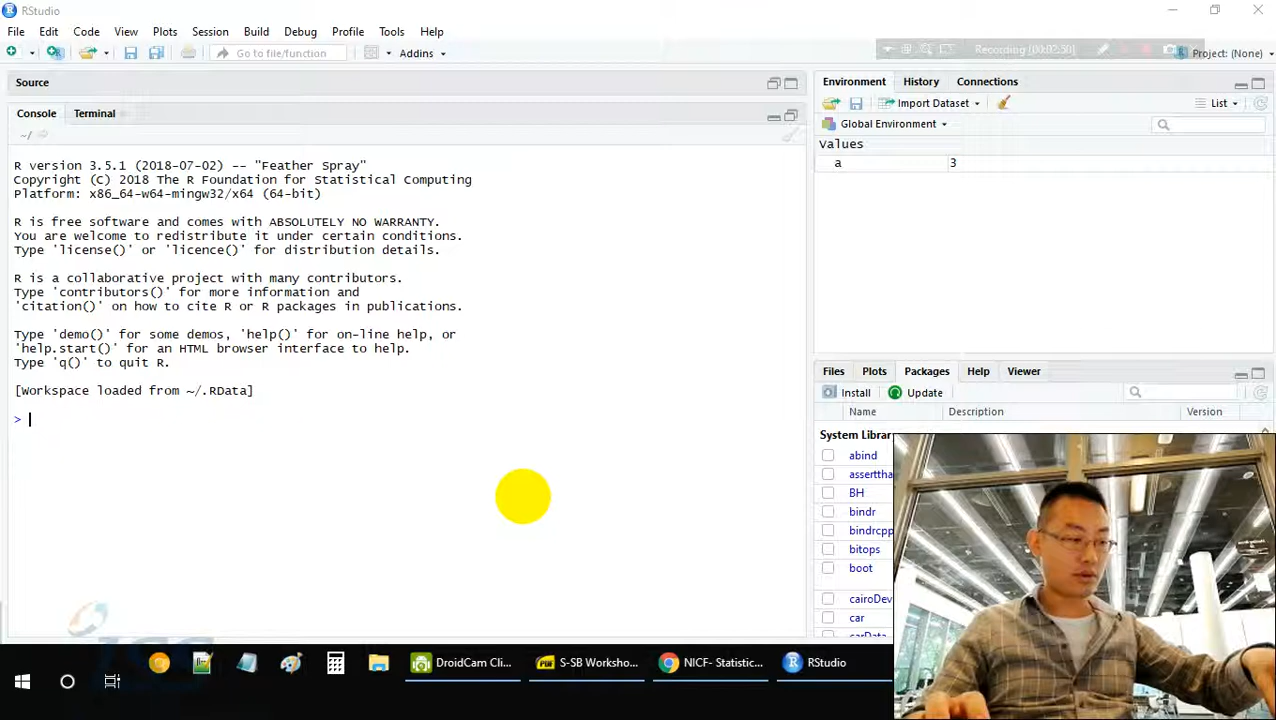 RStudio
File Edit Code View Plots Session Build Debug Profile Tools Help
Go to file/function Addins
Recording [00:02:50]
Project: (None)
Source
Console Terminal
~/
R version 3.5.1 (2018-07-02) -- "Feather Spray"
Copyright (C) 2018 The R Foundation for Statistical Computing
Platform: x86_64-w64-mingw32/x64 (64-bit)
R is free software and comes with ABSOLUTELY NO WARRANTY.
You are welcome to redistribute it under certain conditions.
Type 'license()' or 'licence()' for distribution details.
R is a collaborative project with many contributors.
Type 'contributors()' for more information and
'citation()' on how to cite R or R packages in publications.
Type 'demo()' for some demos, 'help()' for on-line help, or
'help.start()' for an HTML browser interface to help.
Type 'q()' to quit R.
[Workspace loaded from ~/.RData]
>
Environment History Connections
Import Dataset List
Global Environment
Values
a 3
Files Plots Packages Help Viewer
Install Update
Name Description Version
System Librar
abind
asserttha
BH
bindr
bindrcpp
bitops
boot
cairoDev
car
carData
DroidCam Cli...
S-SB Worksho...
NICF- Statistic...
RStudio